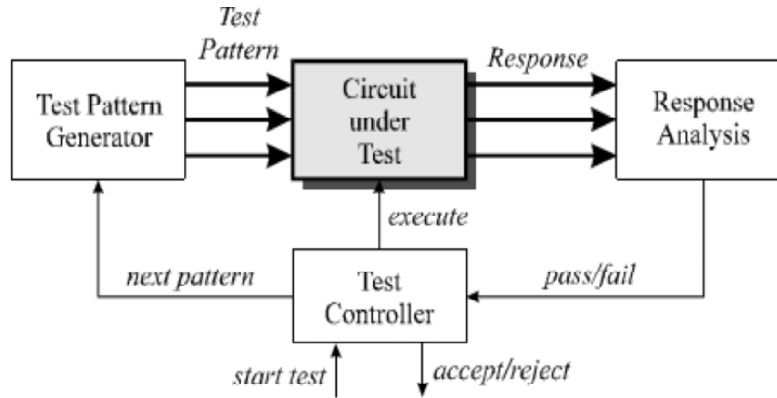 Test
Pattern
Response
Test Pattern
Generator
Circuit
under
Test
Response
Analysis
execute
next pattern
Test
Controller
pass/fail
start test
accept/reject